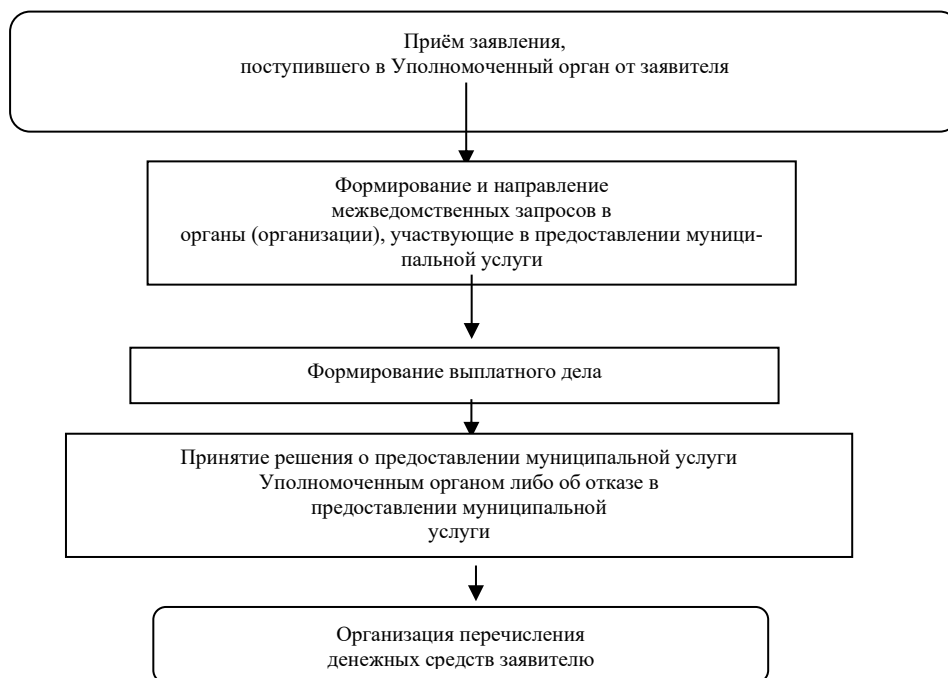 Приём заявления,
поступившего в Уполномоченный орган от заявителя
Формирование и направление
межведомственных запросов в
органы (организации), участвующие в предоставлении муници-
пальной услуги
Формирование выплатного дела
Принятие решения о предоставлении муниципальной услуги
Уполномоченным органом либо об отказе в
предоставлении муниципальной
услуги
Организация перечисления
денежных средств заявителю